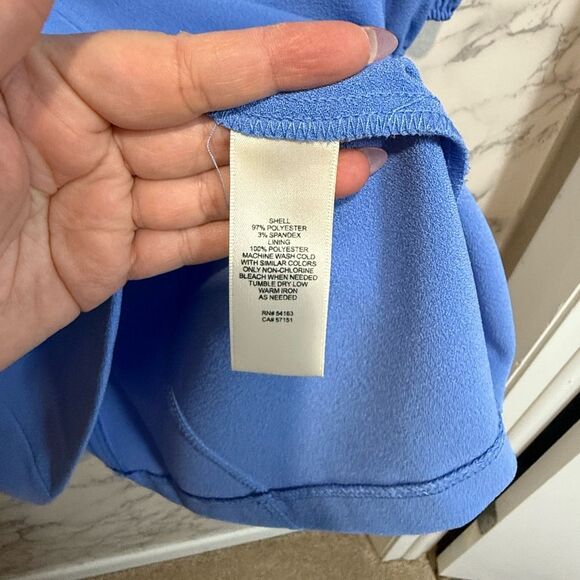 SHELL
97% POLYESTER
3% SPANDEX
LINING
100% POLYESTER
MACHINE WASH COLD
WITH SIMILAR COLORS
ONLY NON-CHLORINE
BLEACH WHEN NEEDED
TUMBLE DRY LOW
WARM IRON
AS NEEDED
RN# 54163
CA# 57151